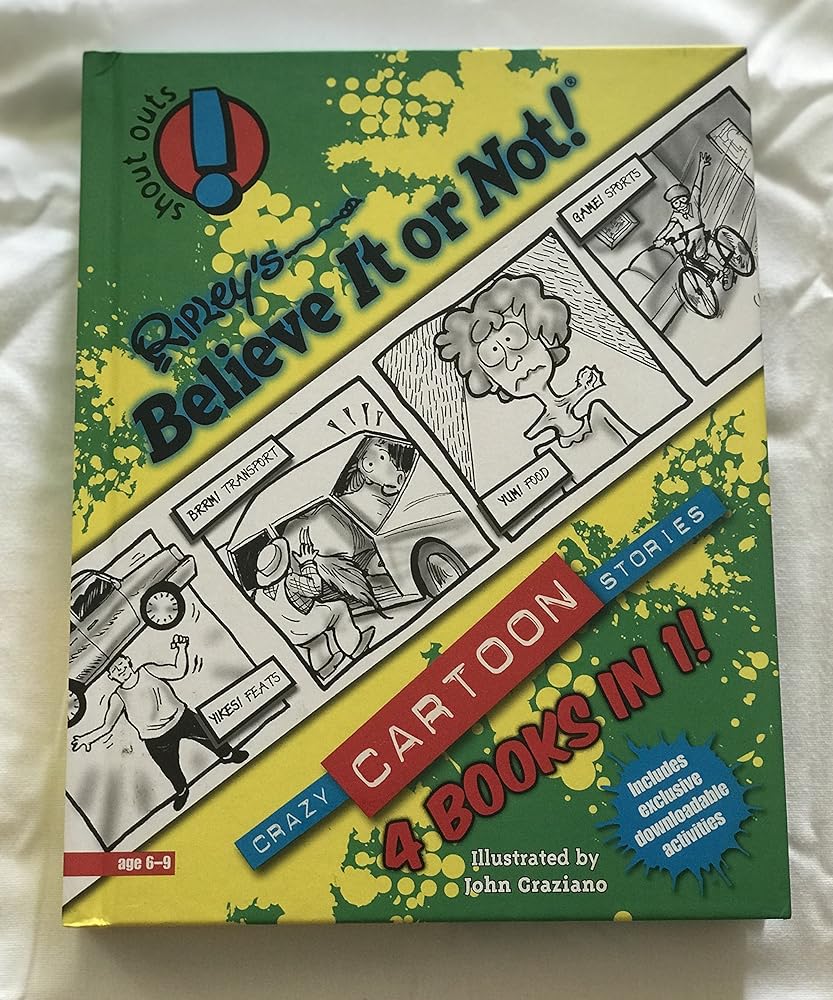 shout outs
RIPLEY'S
Believe It or Not!®
GAME! SPORTS
YUM! FOOD
BRRM! TRANSPORT
YIKES! FEATS
CRAZY CARTOON STORIES
4 BOOKS IN 1!
Includes
exclusive
downloadable
activities
Illustrated by
John Graziano
age 6–9